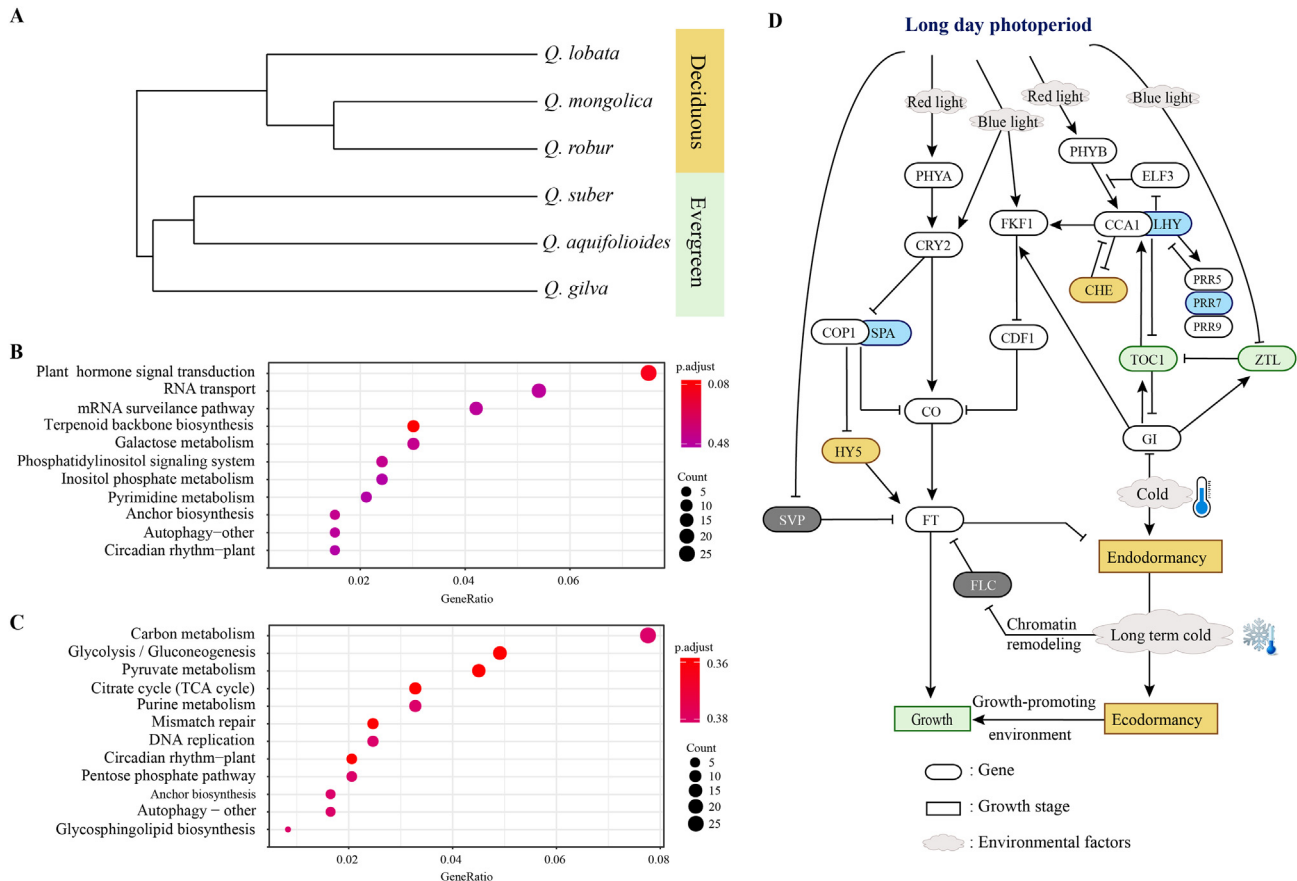 A
Q. lobata
Q. mongolica
Q. robur
Q. suber
Q. aquifolioides
Q. gilva
Deciduous
Evergreen
B
Plant hormone signal transduction
RNA transport
mRNA surveilance pathway
Terpenoid backbone biosynthesis
Galactose metabolism
Phosphatidylinositol signaling system
Inositol phosphate metabolism
Pyrimidine metabolism
Anchor biosynthesis
Autophagy−other
Circadian rhythm−plant
0.02
0.04
0.06
GeneRatio
p.adjust
0.08
0.48
Count
5
10
15
20
25
C
Carbon metabolism
Glycolysis / Gluconeogenesis
Pyruvate metabolism
Citrate cycle (TCA cycle)
Purine metabolism
Mismatch repair
DNA replication
Circadian rhythm−plant
Pentose phosphate pathway
Anchor biosynthesis
Autophagy − other
Glycosphingolipid biosynthesis
0.02
0.04
0.06
0.08
GeneRatio
p.adjust
0.36
0.38
Count
5
10
15
20
25
D
Long day photoperiod
Red light
Blue light
Red light
Blue light
PHYB
PHYA
ELF3
FKF1
CCA1
LHY
CRY2
CHE
PRR5
PRR7
PRR9
COP1
SPA
CDF1
TOC1
ZTL
CO
GI
HY5
Cold
SVP
FT
Endodormancy
FLC
Chromatin
remodeling
Long term cold
Growth
Growth-promoting
environment
Ecodormancy
: Gene
: Growth stage
: Environmental factors